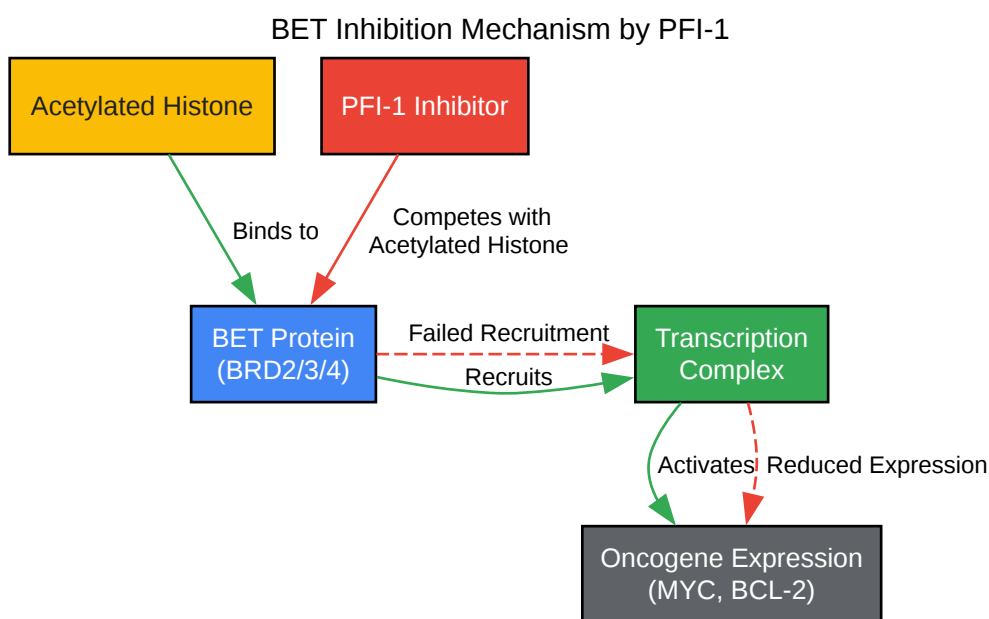 BET Inhibition Mechanism by PFI-1
Acetylated Histone
PFI-1 Inhibitor
Binds to
Competes with
Acetylated Histone
BET Protein
(BRD2/3/4)
Failed Recruitment
Recruits
Transcription
Complex
Activates
Reduced Expression
Oncogene Expression
(MYC, BCL-2)